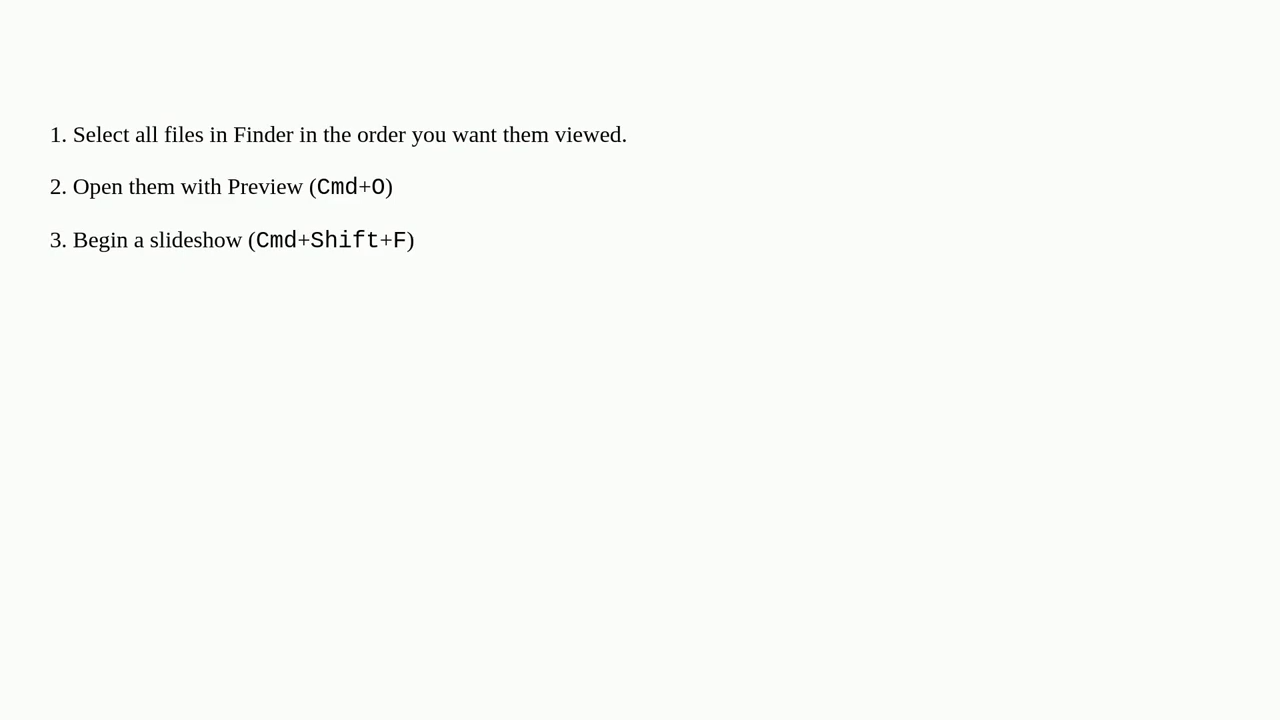 1. Select all files in Finder in the order you want them viewed.
2. Open them with Preview (Cmd+O)
3. Begin a slideshow (Cmd+Shift+F)